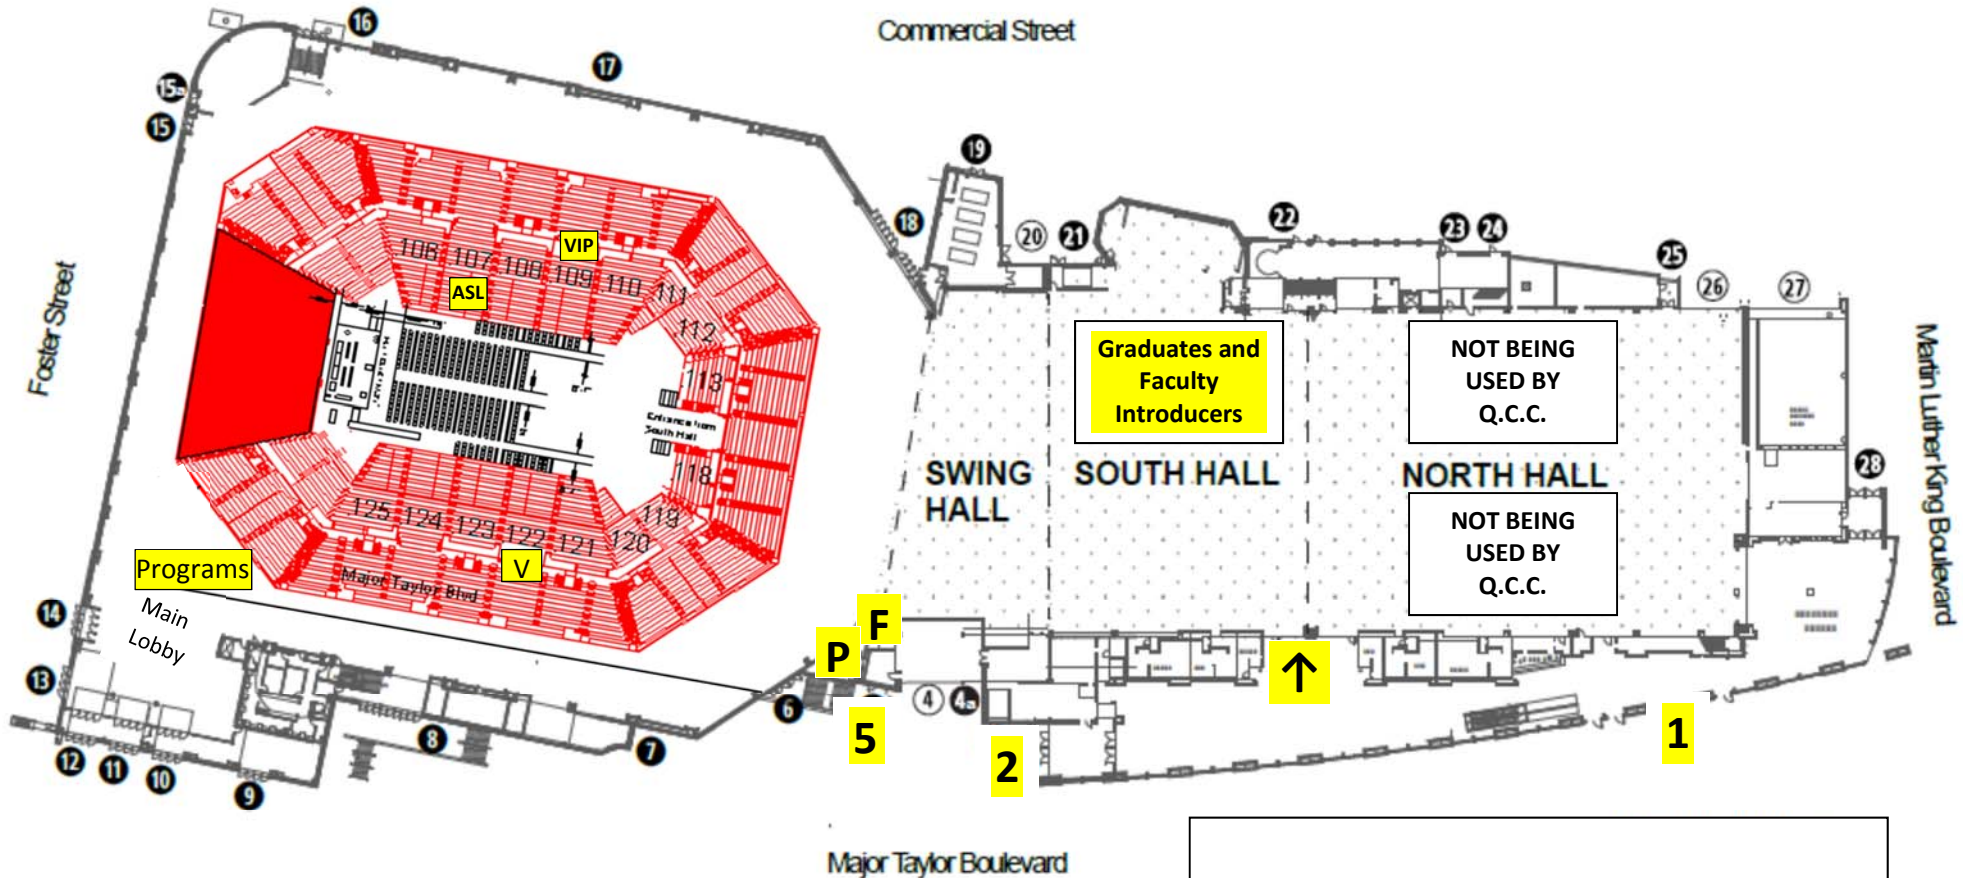 Commercial Street
16
17
15a
15
19
18
20
21
22
23
24
25
26
27
VIP
108 107 108 109 110 111
ASL
112
113
Foster Street
Graduates and
Faculty
Introducers
NOT BEING
USED BY
Q.C.C.
Martin Luther King Boulevard
Entrance from
South Hall
118
SWING
HALL
SOUTH HALL
NORTH HALL
28
125 124 123 122 121 120 119
NOT BEING
USED BY
Q.C.C.
Programs
V
Major Taylor Blvd
Main
Lobby
14
13
F
P
↑
6
5
4
4a
2
1
12
11
10
9
8
7
Major Taylor Boulevard